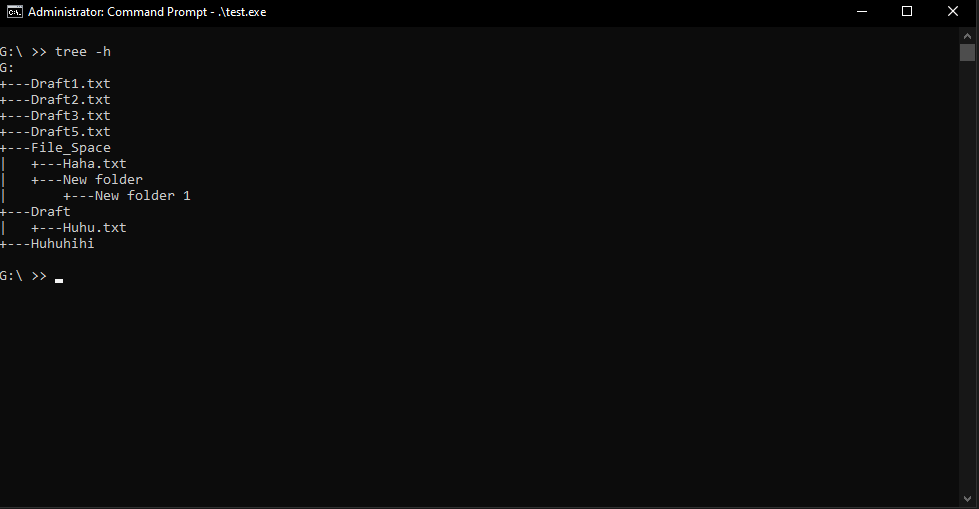 Administrator: Command Prompt - .\test.exe
G:\ >> tree -h
G:
+---Draft1.txt
+---Draft2.txt
+---Draft3.txt
+---Draft5.txt
+---File_Space
|   +---Haha.txt
|   +---New folder
|       +---New folder 1
+---Draft
|   +---Huhu.txt
+---Huhuhihi
G:\ >>